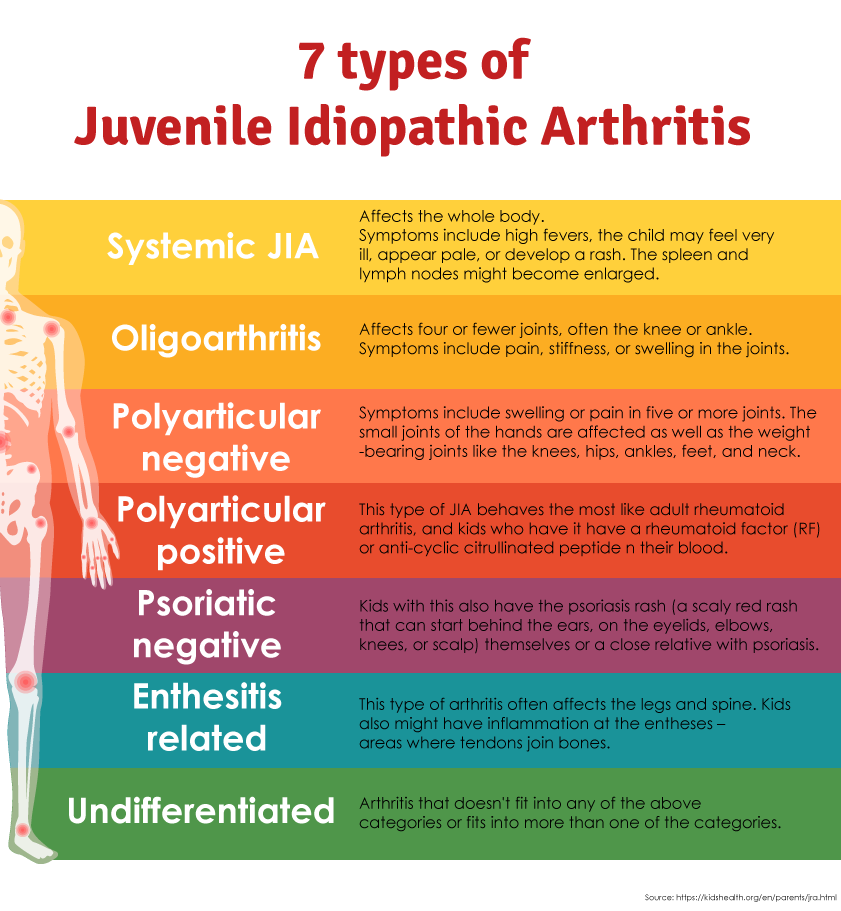 7 types of
Juvenile Idiopathic Arthritis
Systemic JIA
Affects the whole body.
Symptoms include high fevers, the child may feel very
ill, appear pale, or develop a rash. The spleen and
lymph nodes might become enlarged.
Oligoarthritis
Affects four or fewer joints, often the knee or ankle.
Symptoms include pain, stiffness, or swelling in the joints.
Polyarticular
negative
Symptoms include swelling or pain in five or more joints. The
small joints of the hands are affected as well as the weight
-bearing joints like the knees, hips, ankles, feet, and neck.
Polyarticular
positive
This type of JIA behaves the most like adult rheumatoid
arthritis, and kids who have it have a rheumatoid factor (RF)
or anti-cyclic citrullinated peptide n their blood.
Psoriatic
negative
Kids with this also have the psoriasis rash (a scaly red rash
that can start behind the ears, on the eyelids, elbows,
knees, or scalp) themselves or a close relative with psoriasis.
Enthesitis
related
This type of arthritis often affects the legs and spine. Kids
also might have inflammation at the entheses –
areas where tendons join bones.
Undifferentiated
Arthritis that doesn't fit into any of the above
categories or fits into more than one of the categories.
Source: https://kidshealth.org/en/parents/jra.html